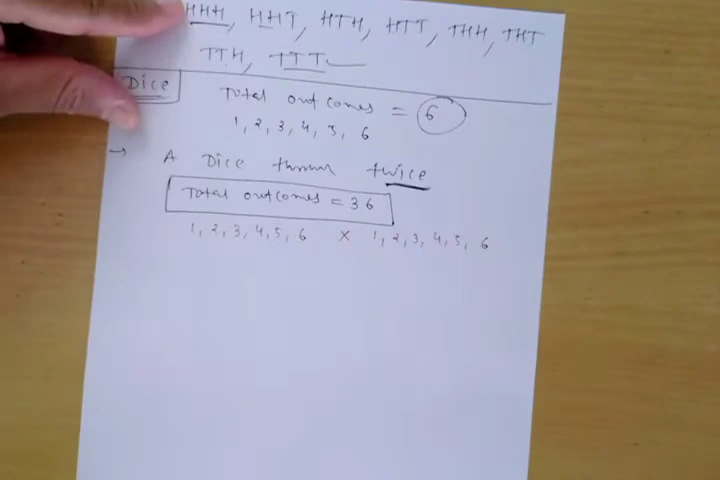 HHH, HHT, HTH, HTT, THH, THT
TTH, TTT
Dice
Total outcomes = 6
1, 2, 3, 4, 5, 6
→ A Dice thrown twice
Total outcomes = 36
1, 2, 3, 4, 5, 6 x 1, 2, 3, 4, 5, 6